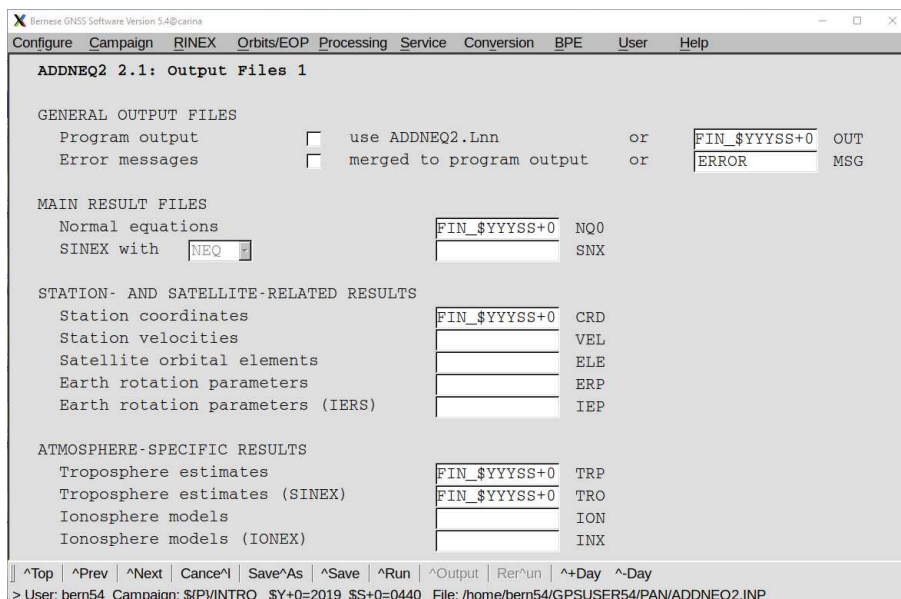 Bernese GNSS Software Version 5.4@carina
Configure Campaign RINEX Orbits/EOP Processing Service Conversion BPE User Help
ADDNEQ2 2.1: Output Files 1
GENERAL OUTPUT FILES
Program output use ADDNEQ2.Lnn or FIN_$YYYS+0 OUT
Error messages merged to program output or ERROR MSG
MAIN RESULT FILES
Normal equations FIN_$YYYSS+0 NQ0
SINEX with NEQ SNX
STATION- AND SATELLITE-RELATED RESULTS
Station coordinates FIN_$YYYSS+0 CRD
Station velocities VEL
Satellite orbital elements ELE
Earth rotation parameters ERP
Earth rotation parameters (IERS) IEP
ATMOSPHERE-SPECIFIC RESULTS
Troposphere estimates FIN_$YYYSS+0 TRP
Troposphere estimates (SINEX) FIN_$YYYSS+0 TRO
Ionosphere models ION
Ionosphere models (IONEX) INX
^Top | ^Prev | ^Next | Cance^l | Save^As | ^Save | ^Run | ^Output | Rer^un | ^+Day ^-Day
> User: bern54 Campaign: ${P}/INTRO $Y+0=2019 $S+0=0440 File: /home/bern54/GPSUSER54/PAN/ADDNEQ2.INP